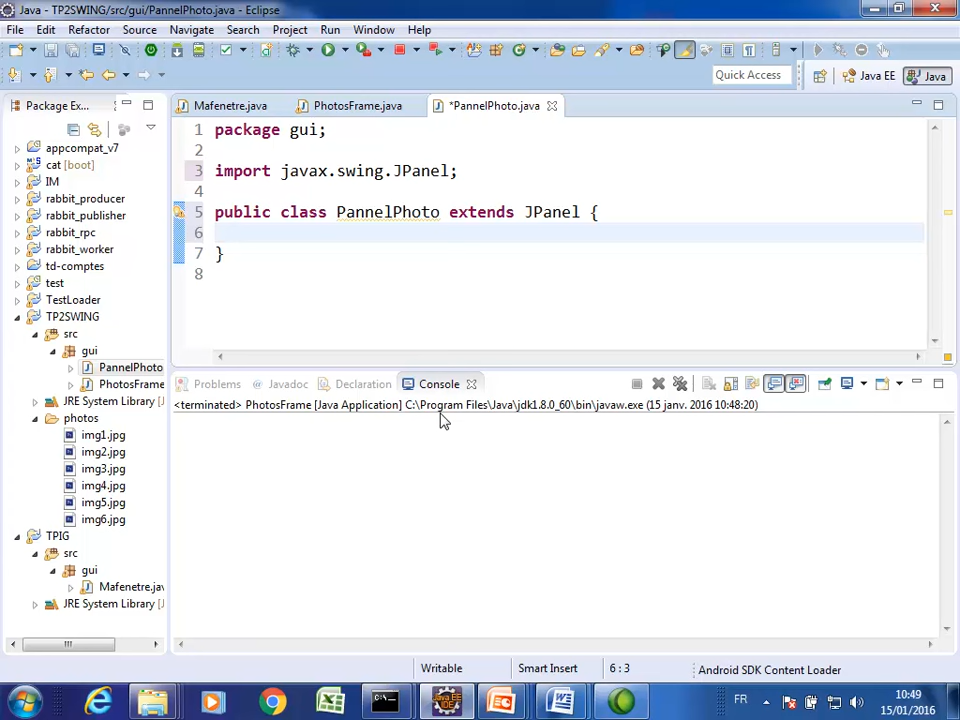 Java - TP2SWING/src/gui/PannelPhoto.java - Eclipse
File Edit Refactor Source Navigate Search Project Run Window Help
Quick Access Java EE Java
Package Ex...
Mafenetre.java PhotosFrame.java *PannelPhoto.java
appcompat_v7
cat [boot]
IM
rabbit_producer
rabbit_publisher
rabbit_rpc
rabbit_worker
td-comptes
test
TestLoader
TP2SWING
src
gui
PannelPhoto
PhotosFrame
JRE System Library [J
photos
img1.jpg
img2.jpg
img3.jpg
img4.jpg
img5.jpg
img6.jpg
TPIG
src
gui
Mafenetre.jav
JRE System Library [J
1 package gui;
2
3 import javax.swing.JPanel;
4
5 public class PannelPhoto extends JPanel {
6
7 }
8
Problems Javadoc Declaration Console
<terminated> PhotosFrame [Java Application] C:\Program Files\Java\jdk1.8.0_60\bin\javaw.exe (15 janv. 2016 10:48:20)
Writable Smart Insert 6 : 3 Android SDK Content Loader
FR 10:49
15/01/2016